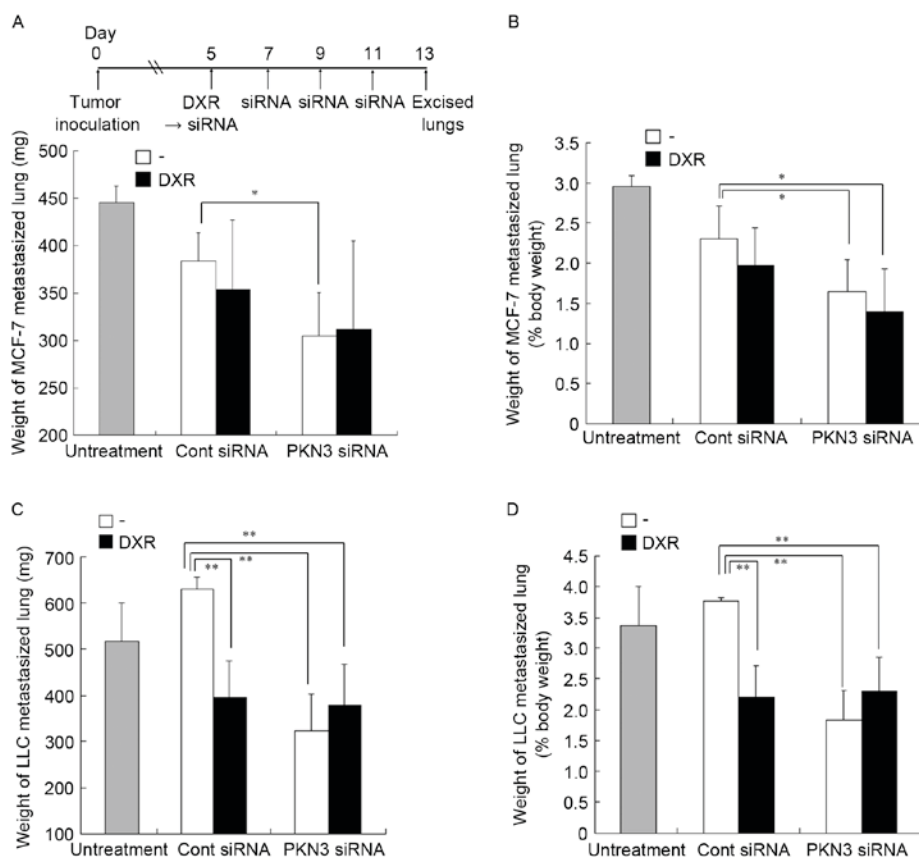 A
Day
0 5 7 9 11 13
Tumor DXR siRNA siRNA siRNA Excised
inoculation → siRNA lungs
-
DXR
*
Weight of MCF-7 metastasized lung (mg)
500
450
400
350
300
250
200
Untreatment Cont siRNA PKN3 siRNA
B
-
DXR
*
*
Weight of MCF-7 metastasized lung
(% body weight)
3.5
3.0
2.5
2.0
1.5
1.0
0.5
0
Untreatment Cont siRNA PKN3 siRNA
C
-
DXR
**
**
**
Weight of LLC metastasized lung (mg)
700
600
500
400
300
200
100
Untreatment Cont siRNA PKN3 siRNA
D
-
DXR
**
**
**
Weight of LLC metastasized lung
(% body weight)
4.5
4.0
3.5
3.0
2.5
2.0
1.5
1.0
0.5
0
Untreatment Cont siRNA PKN3 siRNA